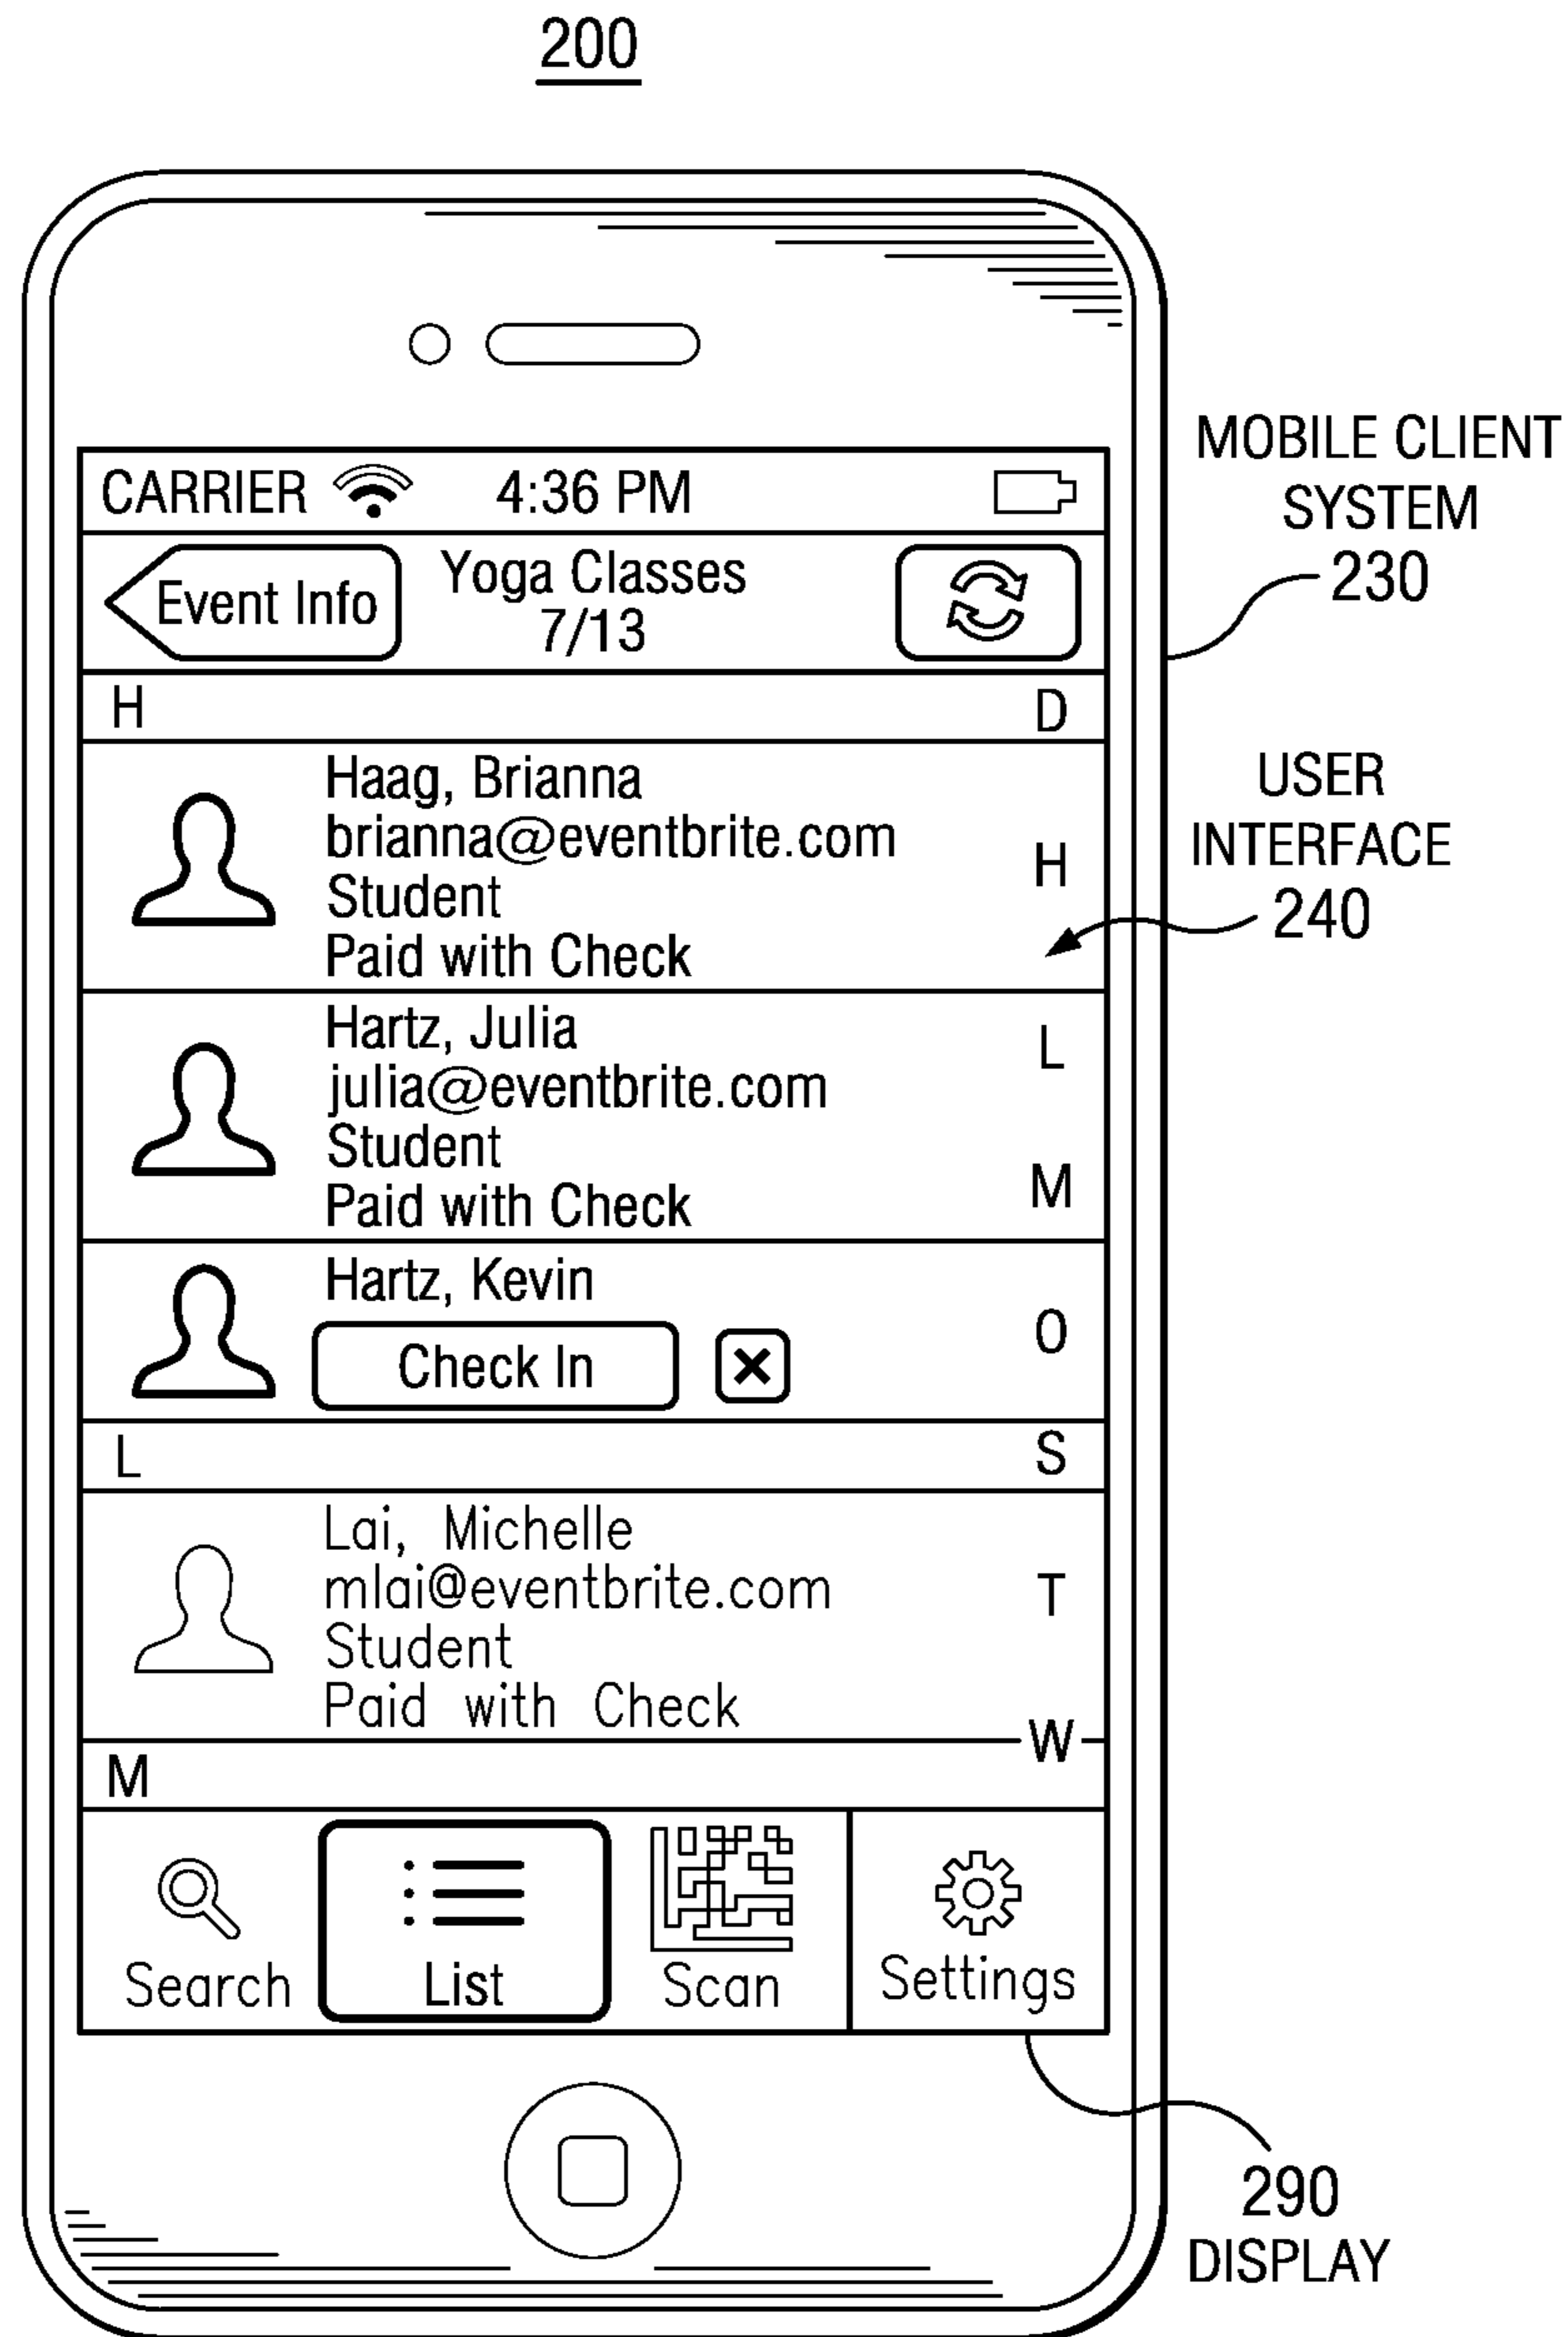 200
CARRIER 4:36 PM
Event Info
Yoga Classes
7/13
H
D
Haag, Brianna
brianna@eventbrite.com
Student
Paid with Check
H
Hartz, Julia
julia@eventbrite.com
Student
Paid with Check
L
M
Hartz, Kevin
Check In
O
L
S
Lai, Michelle
mlai@eventbrite.com
Student
Paid with Check
T
W
M
Search
List
Scan
Settings
MOBILE CLIENT
SYSTEM
230
USER
INTERFACE
240
290
DISPLAY